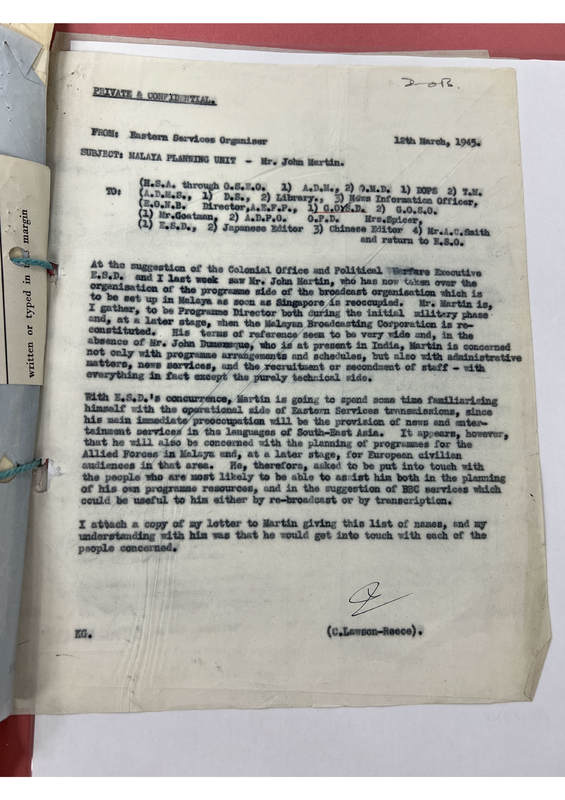 PRIVATE & CONFIDENTIAL.
FROM: Eastern Services Organiser 12th March, 1945.
SUBJECT: MALAYA PLANNING UNIT - Mr. John Martin.
TO: (H.S.A. through O.S.E.O. 1) A.D.M., 2) O.M.D. 1) DOPS 2) T.M.
(A.D.M.S., 1) D.S., 2) Library., 3) News Information Officer,
(E.O.N.B. Director, A.E.F.P., 1) C.OYS.D. 2) G.O.S.O.
(1) Mr.Goatman, 2) A.D.P.O. O.P.D. Mrs.Spicer,
(1) E.S.D., 2) Japanese Editor 3) Chinese Editor 4) Mr.A.C.Smith
and return to E.S.O.
At the suggestion of the Colonial Office and Political Warfare Executive
E.S.D. and I last week saw Mr. John Martin, who has now taken over the
organisation of the programme side of the broadcast organisation which is
to be set up in Malaya as soon as Singapore is reoccupied. Mr. Martin is,
I gather, to be Programme Director both during the initial military phase
and, at a later stage, when the Malayan Broadcasting Corporation is re-
constituted. His terms of reference seem to be very wide and, in the
absence of Mr. John Dumeresque, who is at present in India, Martin is concerned
not only with programme arrangements and schedules, but also with administrative
matters, news services, and the recruitment or secondment of staff - with
everything in fact except the purely technical side.
With E.S.D.'s concurrence, Martin is going to spend some time familiarising
himself with the operational side of Eastern Services transmissions, since
his main immediate preoccupation will be the provision of news and enter-
tainment services in the languages of South-East Asia. It appears, however,
that he will also be concerned with the planning of programmes for the
Allied Forces in Malaya and, at a later stage, for European civilian
audiences in that area. He, therefore, asked to be put into touch with
the people who are most likely to be able to assist him both in the planning
of his own programme resources, and in the suggestion of BBC services which
could be useful to him either by re-broadcast or by transcription.
I attach a copy of my letter to Martin giving this list of names, and my
understanding with him was that he would get into touch with each of the
people concerned.
KG. (C.Lawson-Reece).
written or typed in this margin